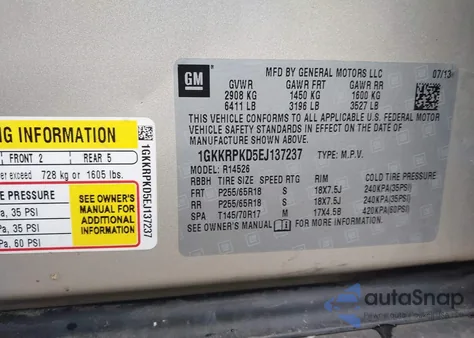 NG INFORMATION
FRONT 2 REAR 5
er exceed 728 kg or 1605 lbs.
E PRESSURE
a, 35 PSI
a, 35 PSI
a, 60 PSI
SEE OWNER'S
MANUAL FOR
ADDITIONAL
INFORMATION
1GKKRPKD5EJ137237
GM
MFD BY GENERAL MOTORS LLC
07/13
GVWR GAWR FRT GAWR RR
2908 KG 1450 KG 1600 KG
6411 LB 3196 LB 3527 LB
THIS VEHICLE CONFORMS TO ALL APPLICABLE U.S. FEDERAL MOTOR
VEHICLE SAFETY STANDARDS IN EFFECT ON THE DATE OF
MANUFACTURE SHOWN ABOVE.
1GKKRPKD5EJ137237 TYPE: M.P.V.
MODEL: R14526
RBBH TIRE SIZE SPEED RIM COLD TIRE PRESSURE
FRT P255/65R18 S 18X7.5J 240KPA(35PSI)
RR P255/65R18 S 18X7.5J 240KPA(35PSI)
SPA T145/70R17 M 17X4.5B 420KPA(60PSI)
SEE OWNER'S MANUAL FOR MORE INFORMATION.
autoSnap